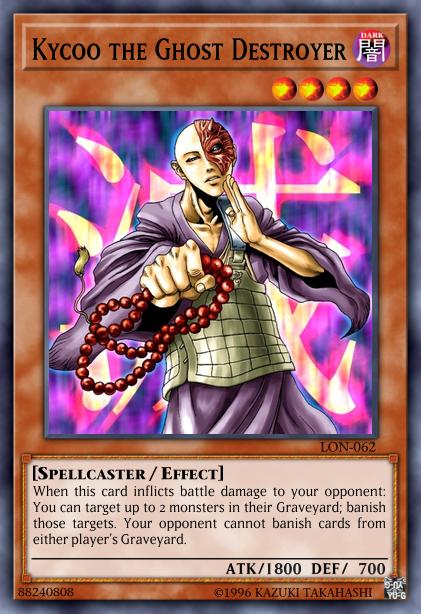 Kycoo the Ghost Destroyer
DARK
闇
滅
LON-062
[Spellcaster / Effect]
When this card inflicts battle damage to your opponent:
You can target up to 2 monsters in their Graveyard; banish
those targets. Your opponent cannot banish cards from
either player's Graveyard.
ATK/1800 DEF/ 700
88240808
©1996 KAZUKI TAKAHASHI